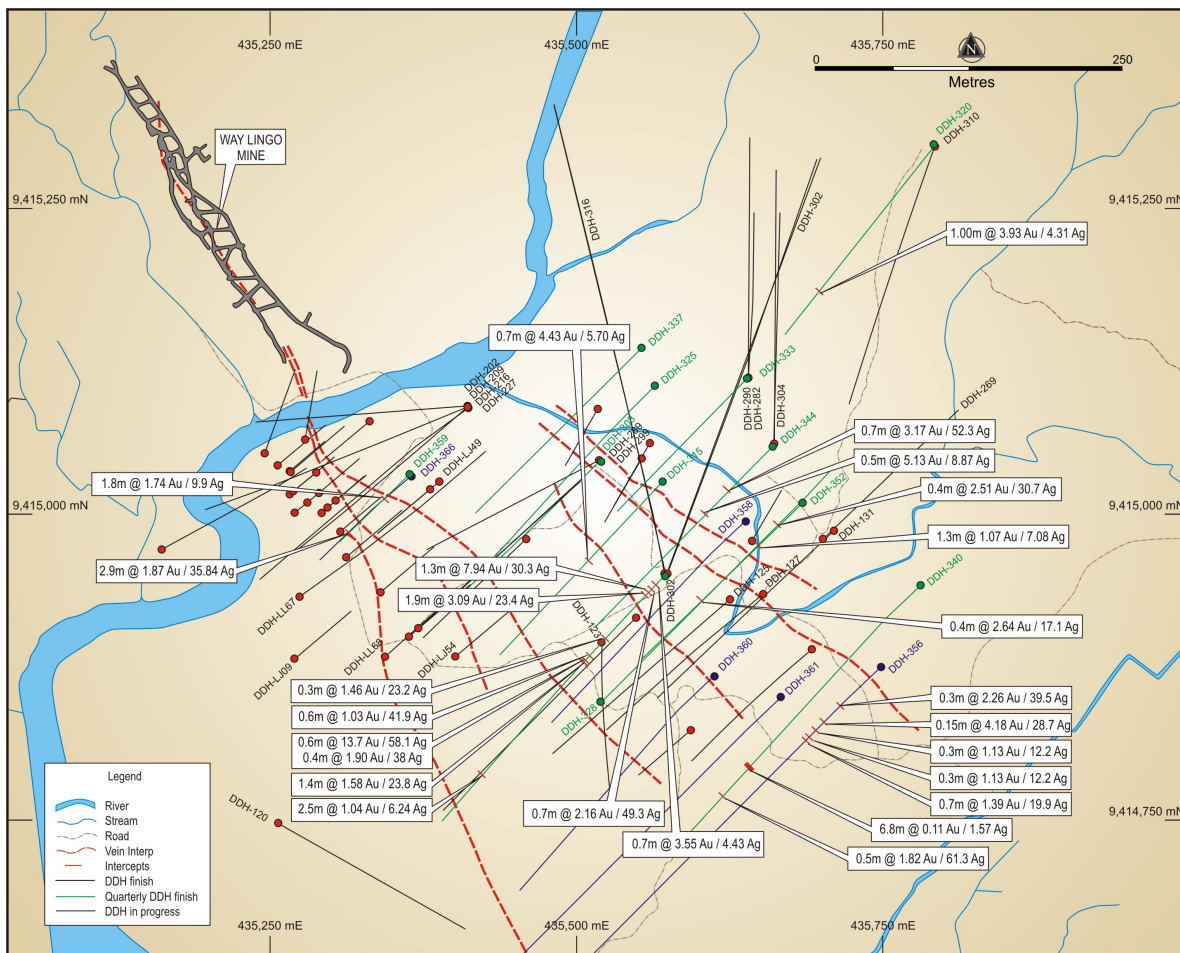 435,250 mE
435,500 mE
435,750 mE
N
0
250
Metres
WAY LINGO
MINE
DDH-320
DDH-310
9,415,250 mN
9,415,250 mN
DDH-316
DDH-302
1.00m @ 3.93 Au / 4.31 Ag
0.7m @ 4.43 Au / 5.70 Ag
DDH-337
DDH-325
DDH-333
DDH-202
DDH-209
DDH-216
DDH-227
DDH-290
DDH-282
DDH-304
DDH-269
DDH-344
DDH-303
DDH-289
DDH-299
DDH-315
DDH-359
DDH-366
DDH-LJ49
0.7m @ 3.17 Au / 52.3 Ag
0.5m @ 5.13 Au / 8.87 Ag
1.8m @ 1.74 Au / 9.9 Ag
DDH-352
0.4m @ 2.51 Au / 30.7 Ag
9,415,000 mN
9,415,000 mN
DDH-358
DDH-131
1.3m @ 1.07 Au / 7.08 Ag
2.9m @ 1.87 Au / 35.84 Ag
1.3m @ 7.94 Au / 30.3 Ag
1.9m @ 3.09 Au / 23.4 Ag
DDH-302
DDH-125
DDH-127
DDH-340
DDH-LL67
0.4m @ 2.64 Au / 17.1 Ag
DDH-123
DDH-LJ09
DDH-LL68
DDH-LJ54
DDH-360
DDH-361
DDH-356
0.3m @ 1.46 Au / 23.2 Ag
0.6m @ 1.03 Au / 41.9 Ag
0.6m @ 13.7 Au / 58.1 Ag
0.4m @ 1.90 Au / 38 Ag
1.4m @ 1.58 Au / 23.8 Ag
2.5m @ 1.04 Au / 6.24 Ag
DDH-328
0.3m @ 2.26 Au / 39.5 Ag
0.15m @ 4.18 Au / 28.7 Ag
0.3m @ 1.13 Au / 12.2 Ag
0.3m @ 1.13 Au / 12.2 Ag
0.7m @ 1.39 Au / 19.9 Ag
DDH-120
0.7m @ 2.16 Au / 49.3 Ag
0.7m @ 3.55 Au / 4.43 Ag
6.8m @ 0.11 Au / 1.57 Ag
0.5m @ 1.82 Au / 61.3 Ag
9,414,750 mN
Legend
River
Stream
Road
Vein Interp
Intercepts
DDH finish
Quarterly DDH finish
DDH in progress
435,250 mE
435,500 mE
435,750 mE